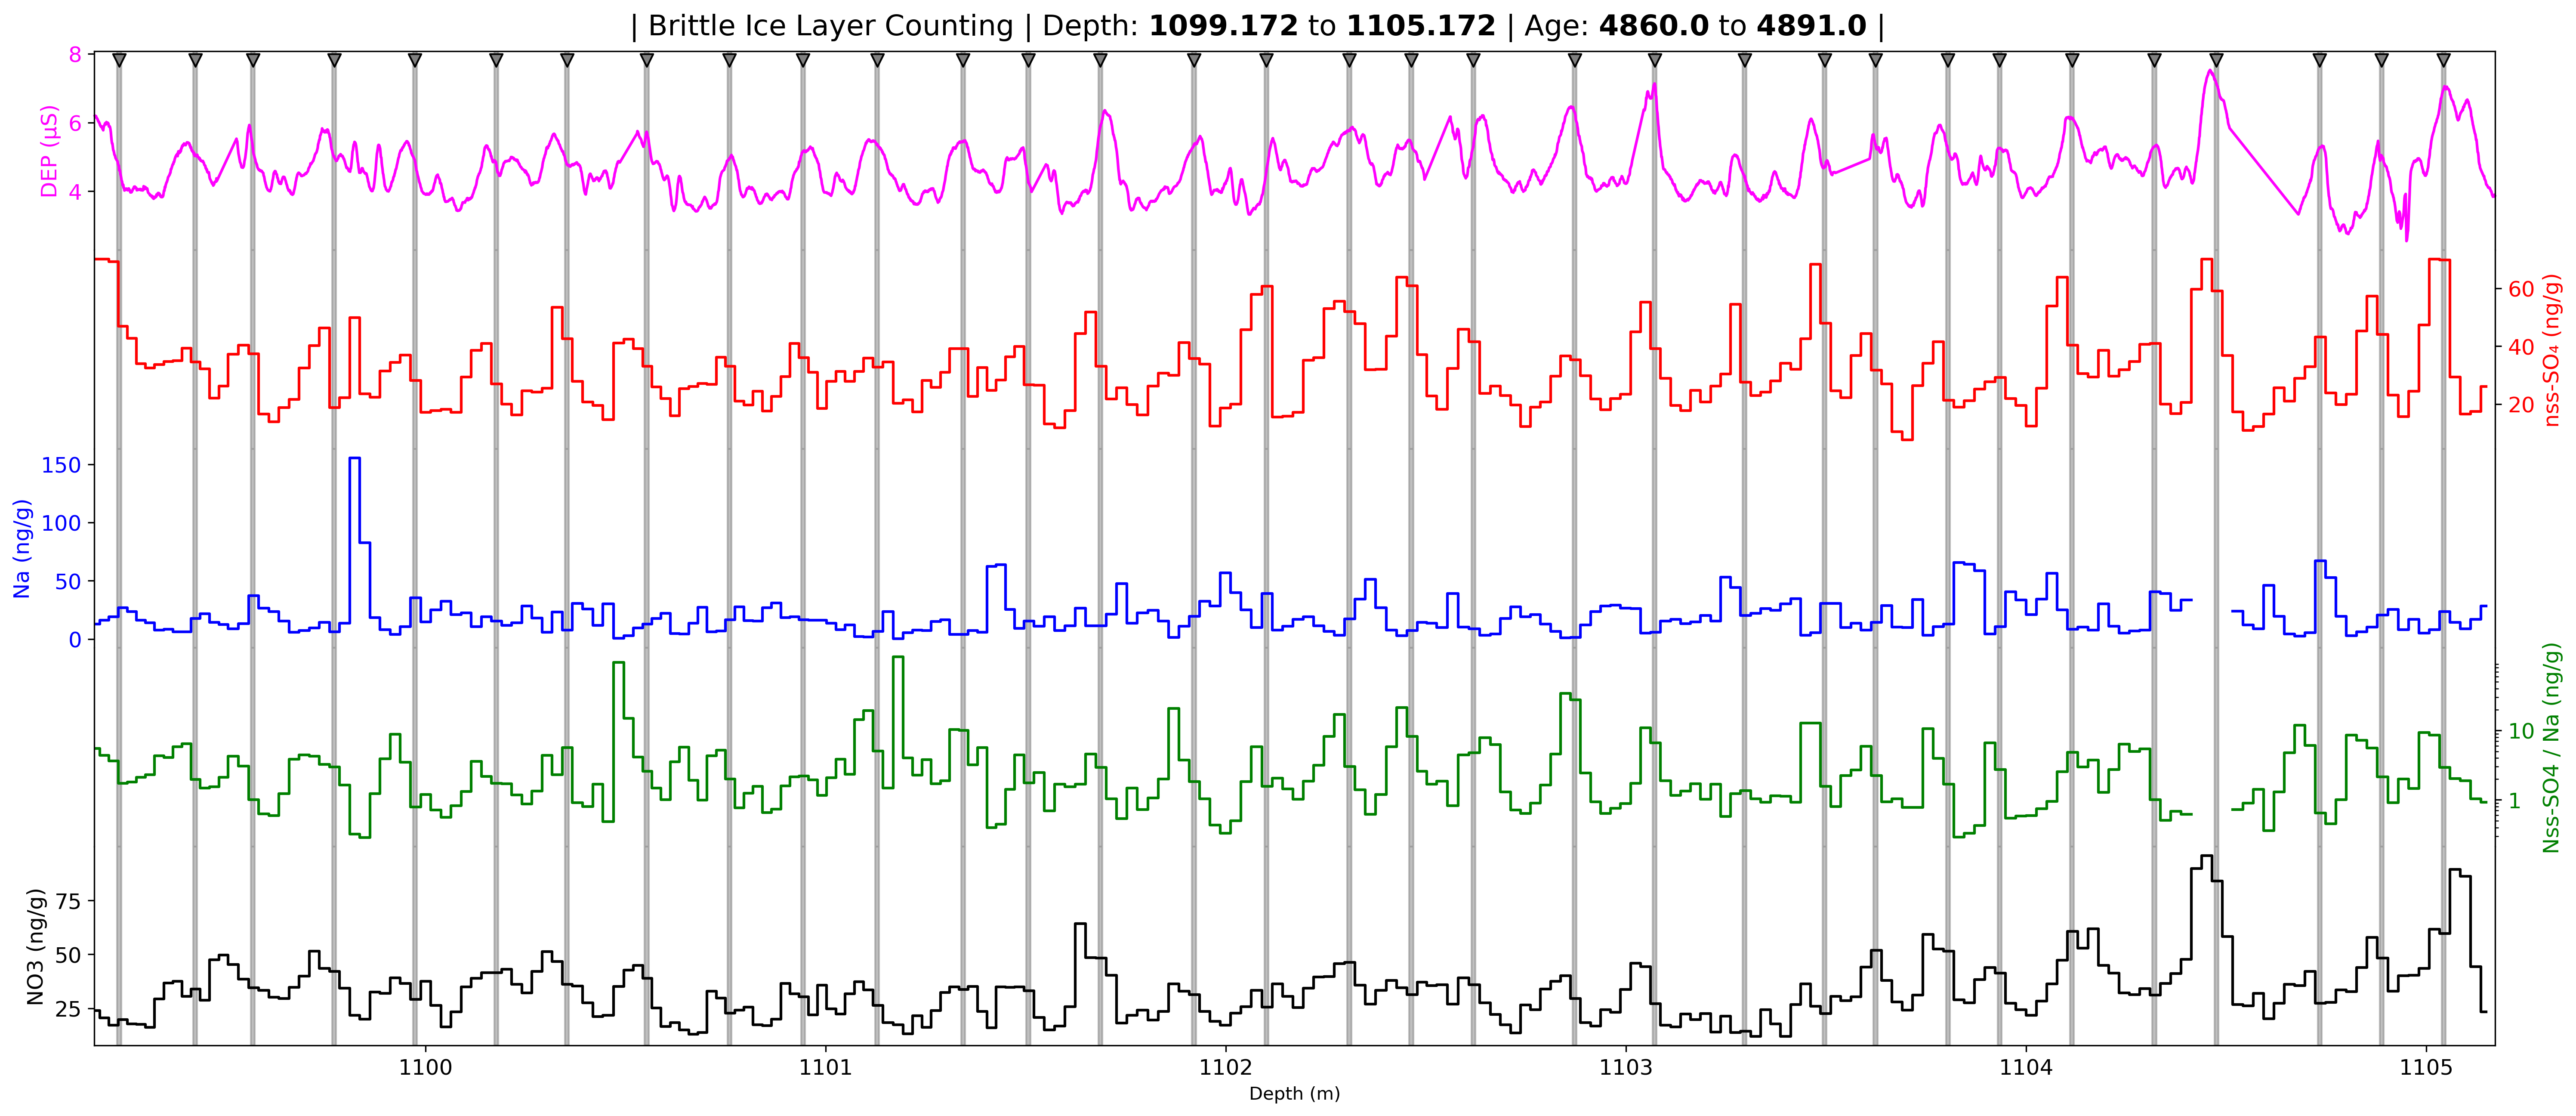 | Brittle Ice Layer Counting | Depth: 1099.172 to 1105.172 | Age: 4860.0 to 4891.0 |
DEP (µS)
8
6
4
nss-SO₄ (ng/g)
60
40
20
Na (ng/g)
150
100
50
0
Nss-SO4 / Na (ng/g)
10
1
NO3 (ng/g)
75
50
25
1100 1101 1102 1103 1104 1105
Depth (m)